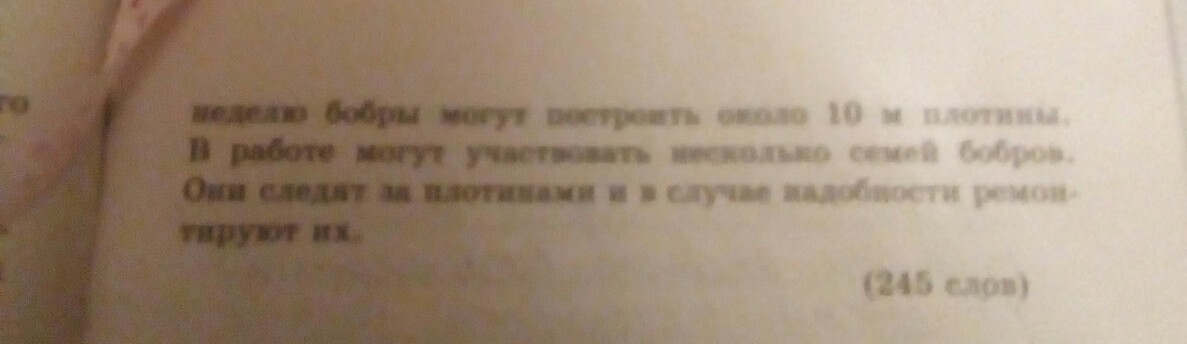 го
неделю бобры могут построить около 10 м плотины.
В работе могут участвовать несколько семей бобров.
Они следят за плотинами и в случае надобности ремон-
тируют их.
(245 слов)